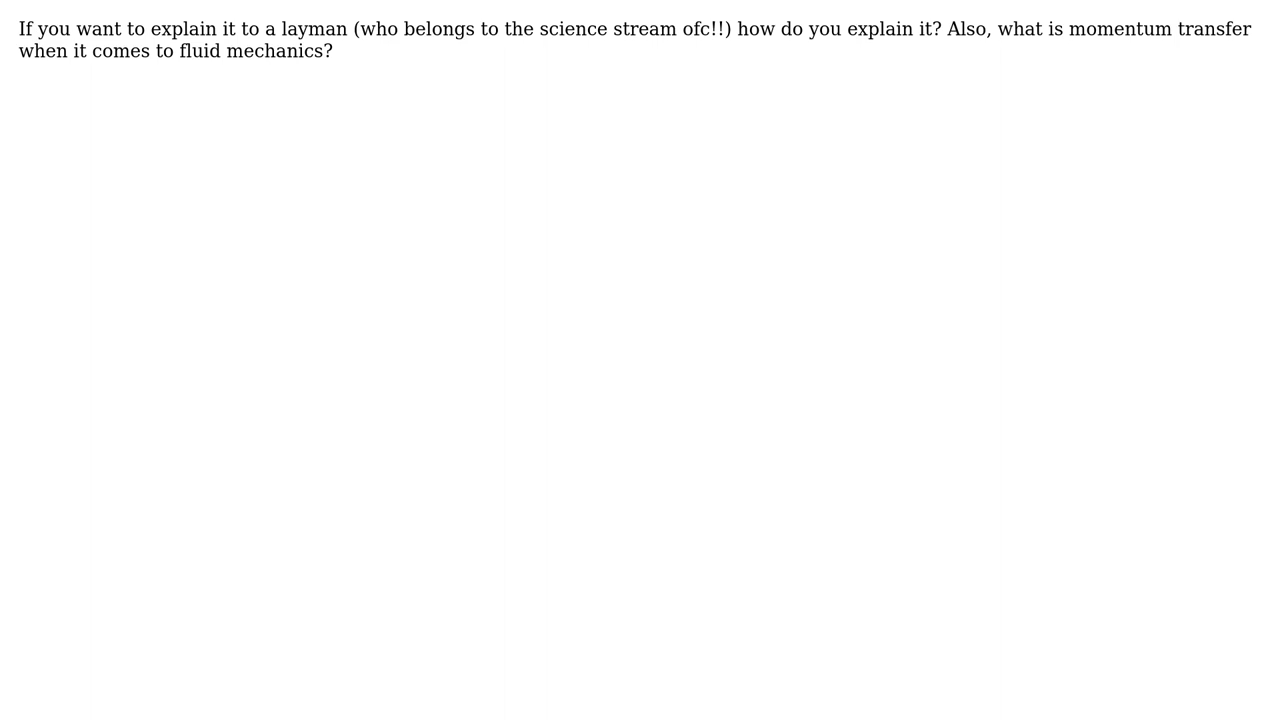 If you want to explain it to a layman (who belongs to the science stream ofc!!) how do you explain it? Also, what is momentum transfer
when it comes to fluid mechanics?